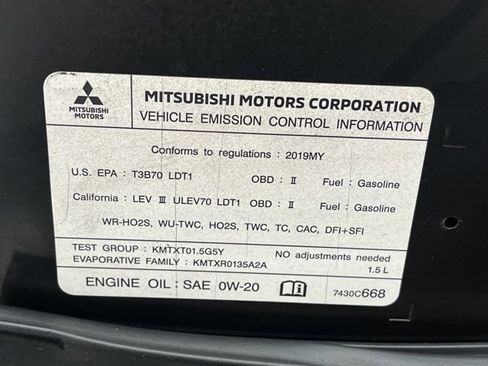 MITSUBISHI MOTORS
MITSUBISHI MOTORS CORPORATION
VEHICLE EMISSION CONTROL INFORMATION
Conforms to regulations : 2019MY
U.S. EPA : T3B70 LDT1 OBD : II Fuel : Gasoline
California : LEV III ULEV70 LDT1 OBD : II Fuel : Gasoline
WR-HO2S, WU-TWC, HO2S, TWC, TC, CAC, DFI+SFI
TEST GROUP : KMTXT01.5G5Y NO adjustments needed
EVAPORATIVE FAMILY : KMTXR0135A2A 1.5 L
ENGINE OIL : SAE 0W-20 7430C668